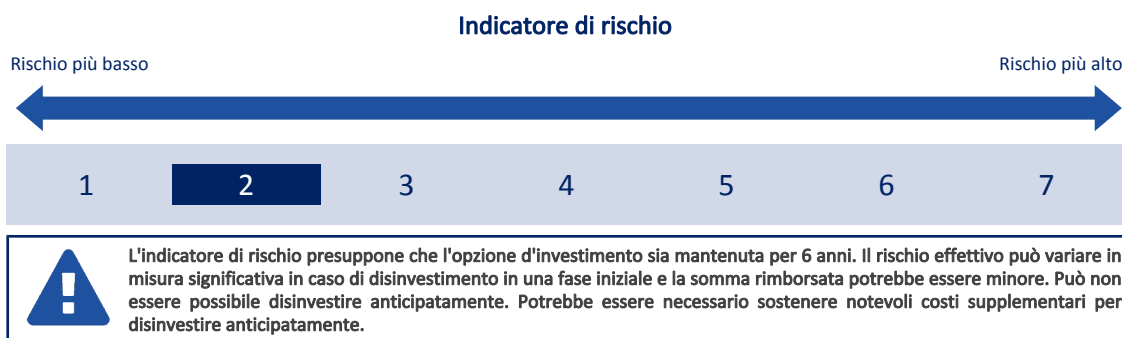 Indicatore di rischio
Rischio più basso
Rischio più alto
1 2 3 4 5 6 7
L'indicatore di rischio presuppone che l'opzione d'investimento sia mantenuta per 6 anni. Il rischio effettivo può variare in
misura significativa in caso di disinvestimento in una fase iniziale e la somma rimborsata potrebbe essere minore. Può non
essere possibile disinvestire anticipatamente. Potrebbe essere necessario sostenere notevoli costi supplementari per
disinvestire anticipatamente.